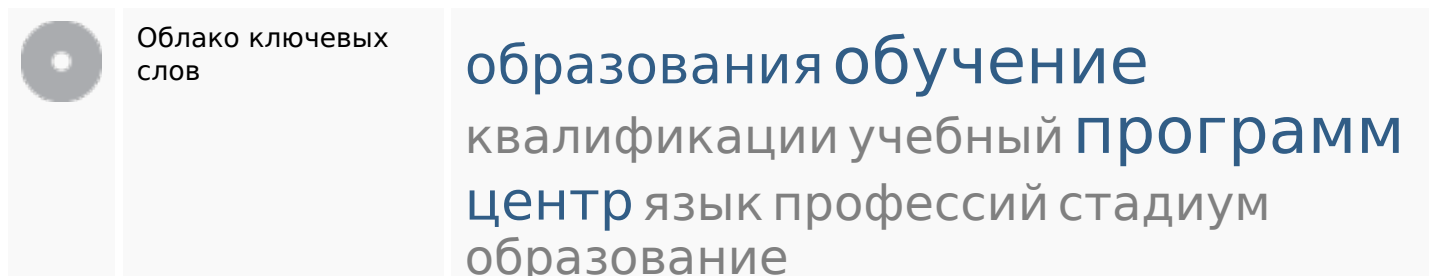 Облако ключевых
слов
образования обучение
квалификации учебный программ
центр язык профессий стадиум
образование